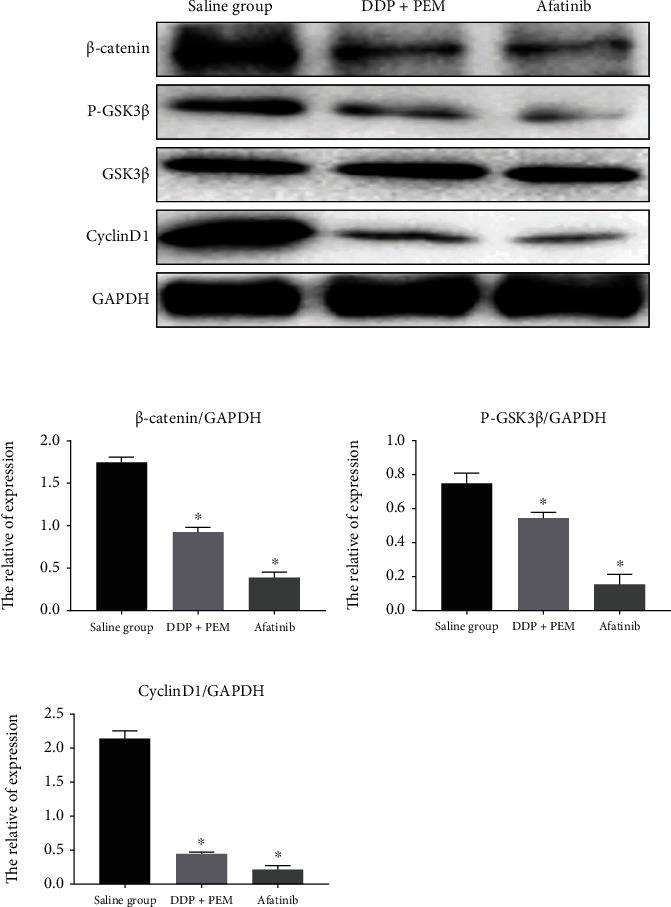 Saline group DDP + PEM Afatinib
β-catenin
P-GSK3β
GSK3β
CyclinD1
GAPDH
β-catenin/GAPDH
The relative of expression
2.0
1.5
1.0
0.5
0.0
*
*
Saline group DDP + PEM Afatinib
P-GSK3β/GAPDH
The relative of expression
1.0
0.8
0.6
0.4
0.2
0.0
*
*
Saline group DDP + PEM Afatinib
CyclinD1/GAPDH
The relative of expression
2.5
2.0
1.5
1.0
0.5
0.0
*
*
Saline group DDP + PEM Afatinib